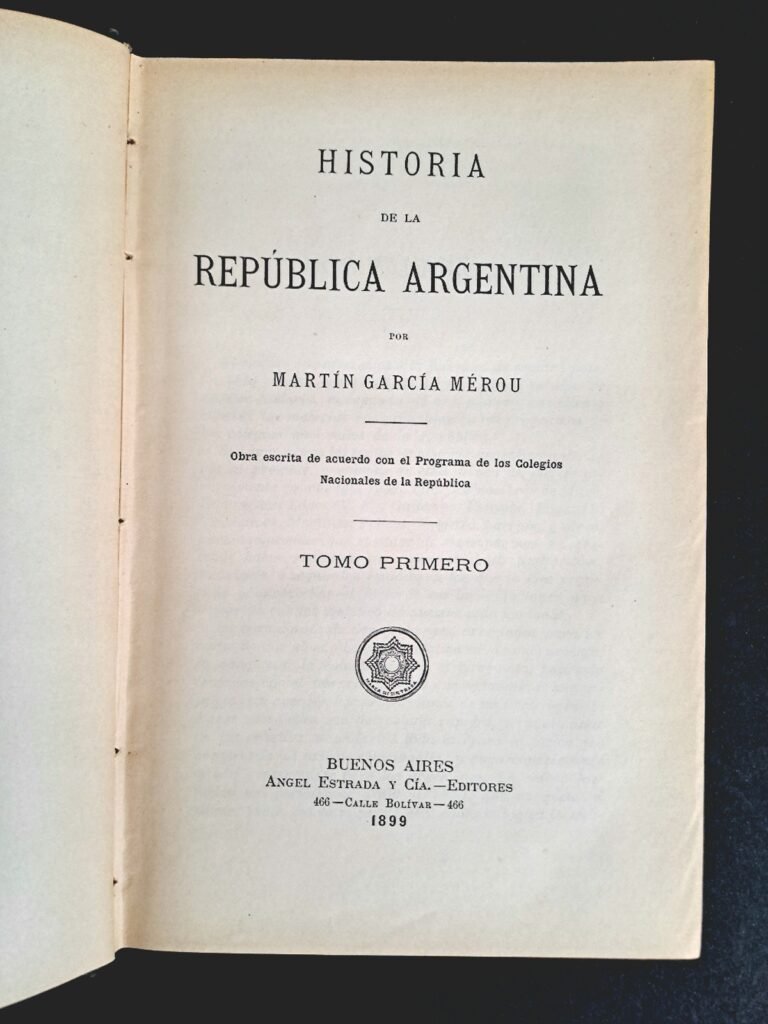 HISTORIA
DE LA
REPÚBLICA ARGENTINA
POR
MARTÍN GARCÍA MÉROU
Obra escrita de acuerdo con el Programa de los Colegios
Nacionales de la República
TOMO PRIMERO
BUENOS AIRES
ANGEL ESTRADA Y CÍA.—EDITORES
466—CALLE BOLÍVAR—466
1899